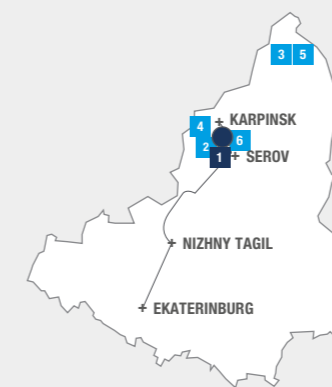 3 5
KARPINSK
4
2 6
1
SEROV
NIZHNY TAGIL
EKATERINBURG